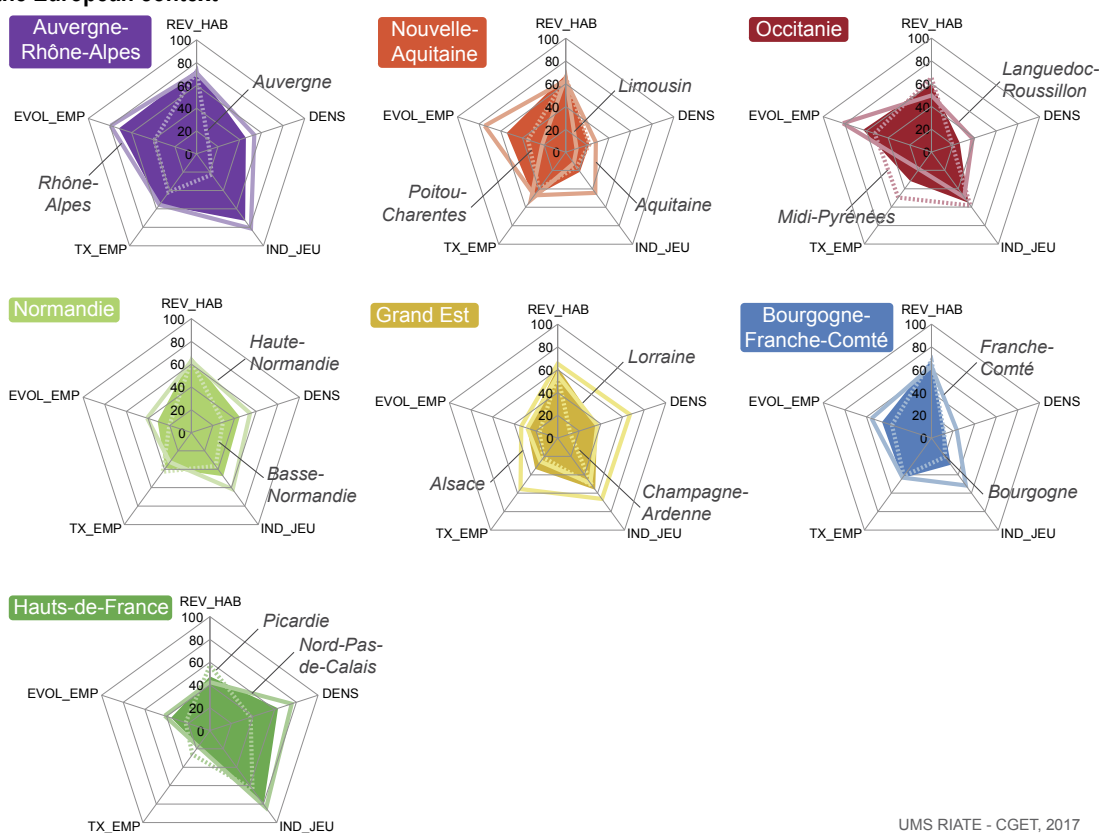 Auvergne-
Rhône-Alpes
REV_HAB
100
80
60
40
20
0
Auvergne
EVOL_EMP
DENS
Rhône-
Alpes
TX_EMP
IND_JEU
Nouvelle-
Aquitaine
REV_HAB
100
80
60
40
20
0
Limousin
EVOL_EMP
DENS
Poitou-
Charentes
Aquitaine
TX_EMP
IND_JEU
Occitanie
REV_HAB
100
80
60
40
20
0
Languedoc-
Roussillon
EVOL_EMP
DENS
Midi-Pyrénées
TX_EMP
IND_JEU
Normandie
REV_HAB
100
80
60
40
20
0
Haute-
Normandie
EVOL_EMP
DENS
Basse-
Normandie
TX_EMP
IND_JEU
Grand Est
REV_HAB
100
80
60
40
20
0
Lorraine
EVOL_EMP
DENS
Alsace
Champagne-
Ardenne
TX_EMP
IND_JEU
Bourgogne-
Franche-Comté
REV_HAB
100
80
60
40
20
0
Franche-
Comté
EVOL_EMP
DENS
Bourgogne
TX_EMP
IND_JEU
Hauts-de-France
REV_HAB
100
80
60
40
20
0
Picardie
Nord-Pas-
de-Calais
EVOL_EMP
DENS
TX_EMP
IND_JEU
UMS RIATE - CGET, 2017